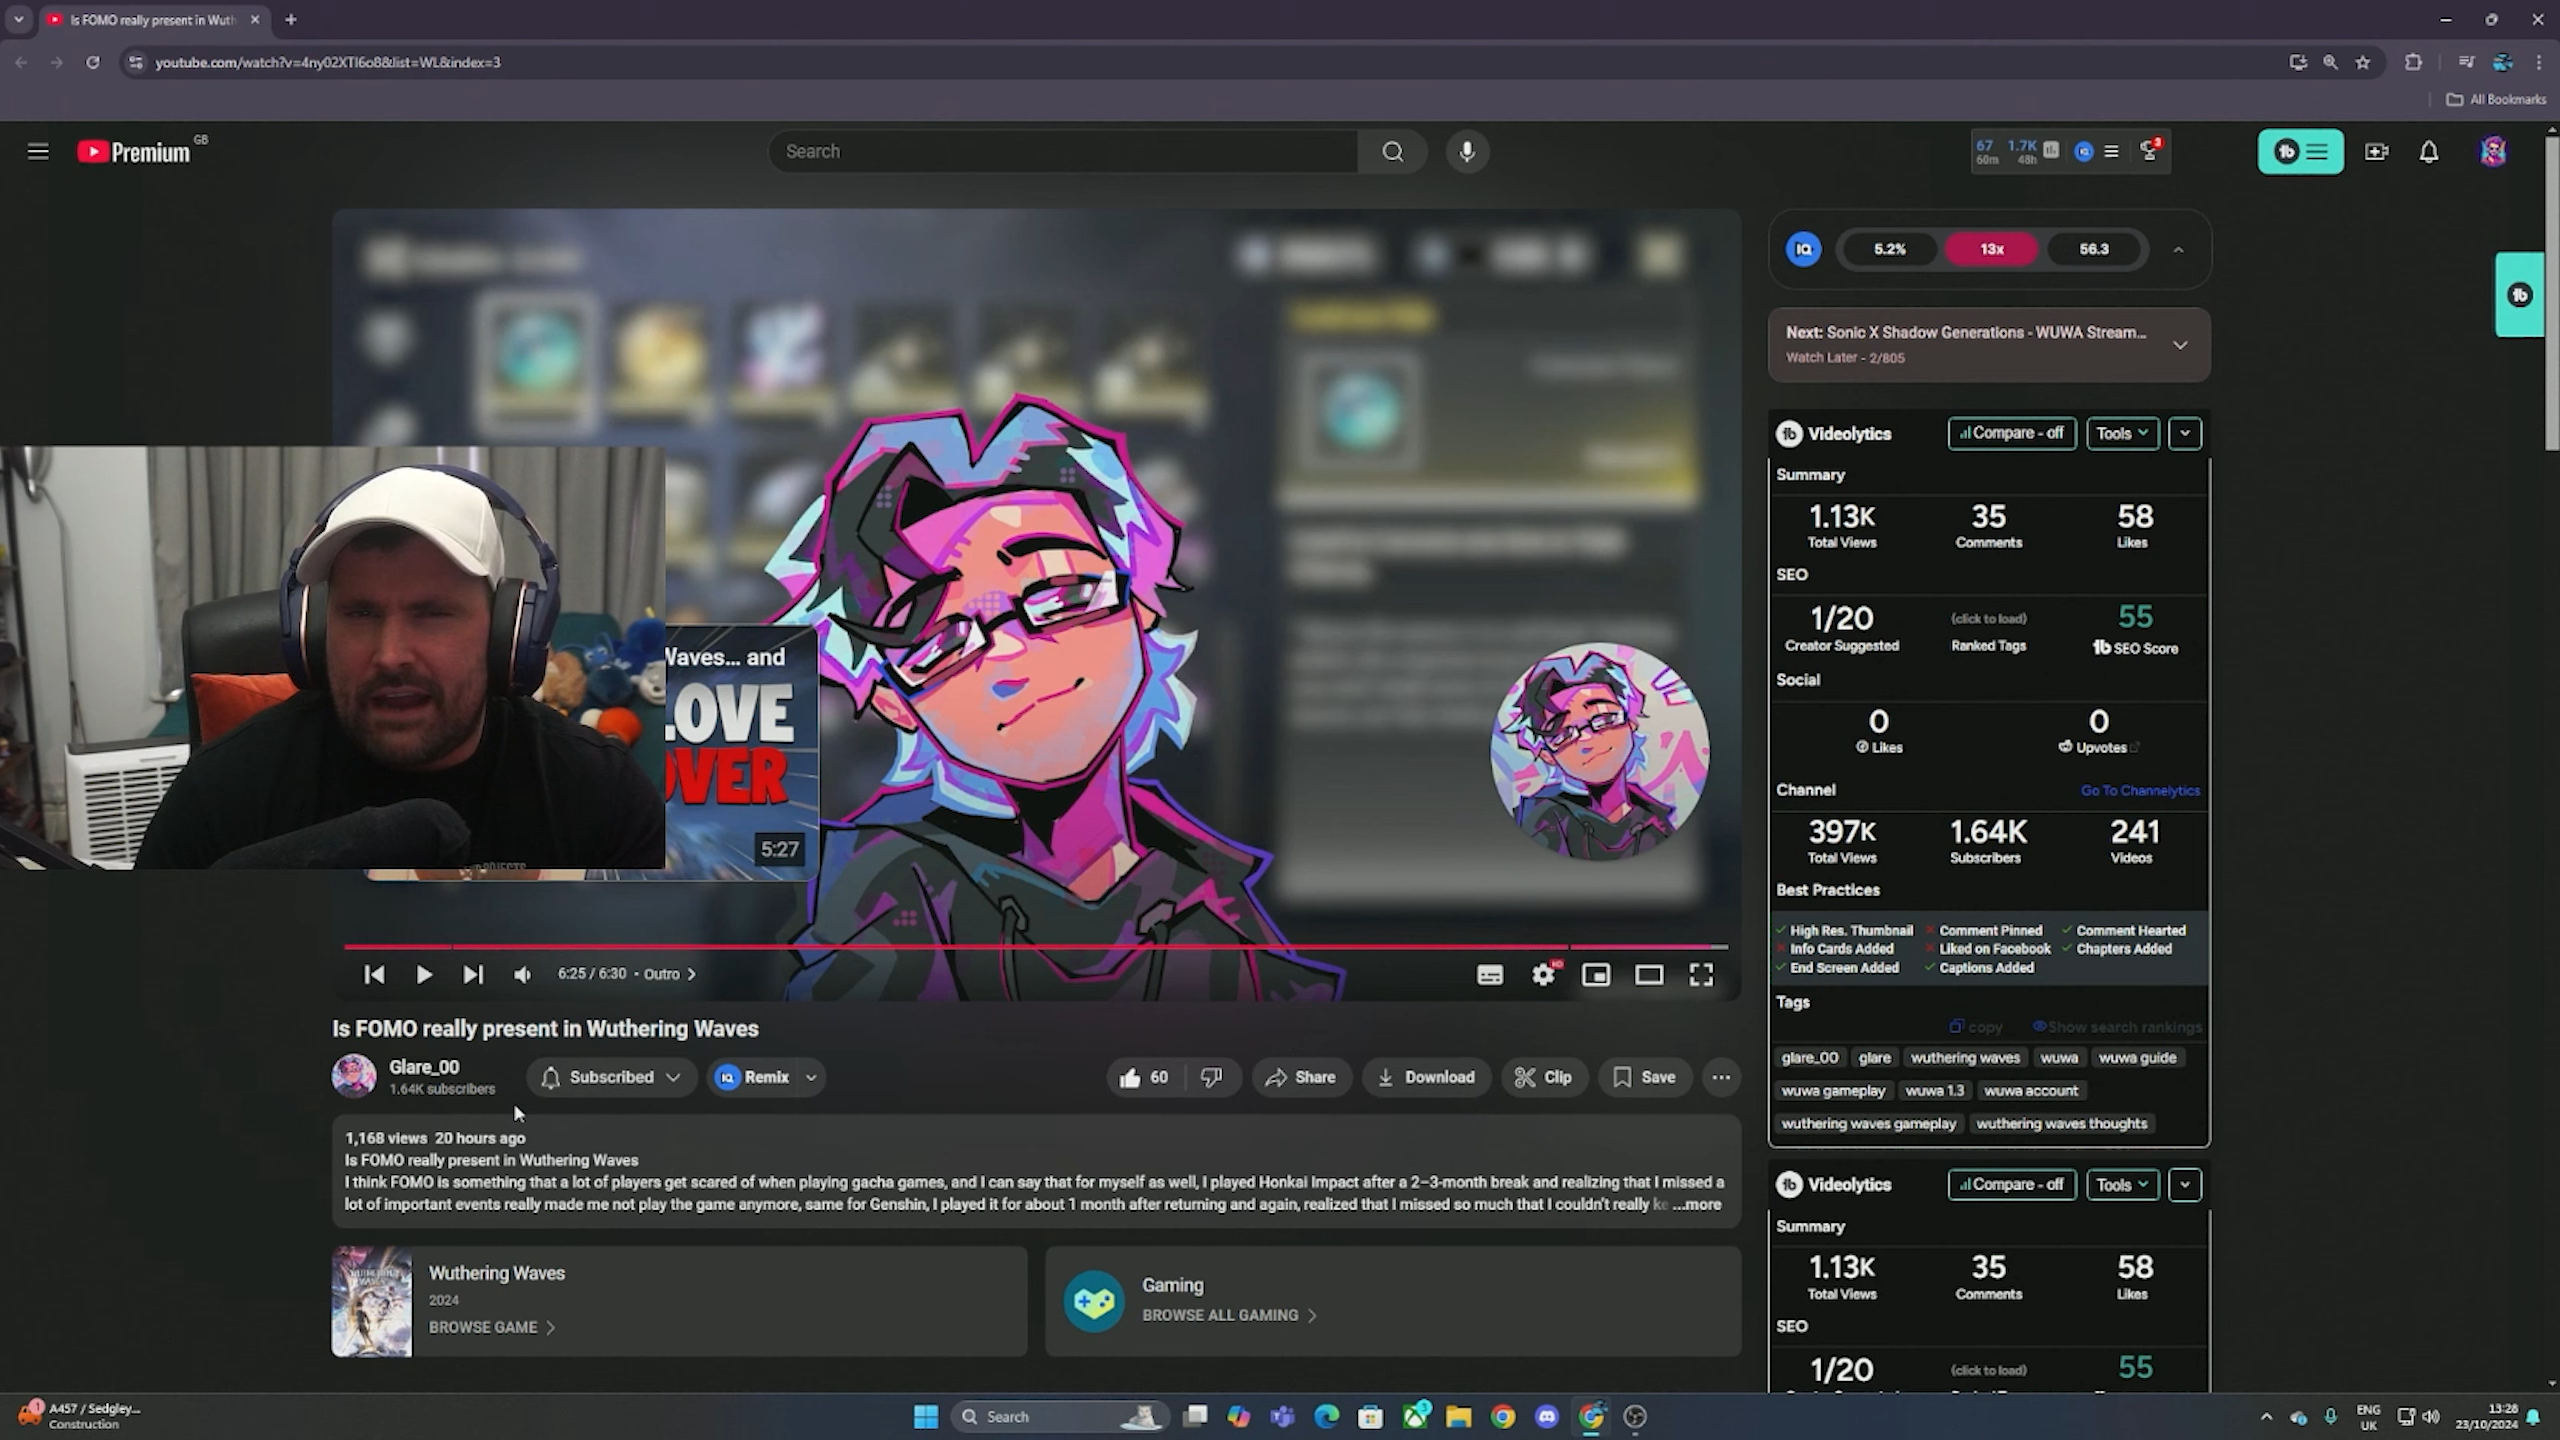 Is FOMO really present in Wuth
youtube.com/watch?v=4ny02XTI6o8&list=WL&index=3
All Bookmarks
Premium GB
Search
67 60m 1.7K 48h
3
5.2% 13x 56.3
Next: Sonic X Shadow Generations - WUWA Stream...
Watch Later - 2/805
Videolytics Compare - off Tools
Summary
1.13K 35 58
Total Views Comments Likes
SEO
1/20 (click to load) 55
Creator Suggested Ranked Tags SEO Score
Social
0 0
Likes Upvotes
Channel Go To Channelytics
397K 1.64K 241
Total Views Subscribers Videos
Best Practices
High Res. Thumbnail Comment Pinned Comment Hearted
Info Cards Added Liked on Facebook Chapters Added
End Screen Added Captions Added
Tags
copy Show search rankings
glare_00 glare wuthering waves wuwa wuwa guide
wuwa gameplay wuwa 1.3 wuwa account
wuthering waves gameplay wuthering waves thoughts
Videolytics Compare - off Tools
Summary
1.13K 35 58
Total Views Comments Likes
SEO
1/20 (click to load) 55
Waves... and
LOVE
OVER
5:27
6:25 / 6:30 • Outro
HD
Is FOMO really present in Wuthering Waves
Glare_00
1.64K subscribers
Subscribed
Remix
60
Share
Download
Clip
Save
1,168 views 20 hours ago
Is FOMO really present in Wuthering Waves
I think FOMO is something that a lot of players get scared of when playing gacha games, and I can say that for myself as well, I played Honkai Impact after a 2–3-month break and realizing that I missed a
lot of important events really made me not play the game anymore, same for Genshin, I played it for about 1 month after returning and again, realized that I missed so much that I couldn't really ke ...more
Wuthering Waves
2024
BROWSE GAME
Gaming
BROWSE ALL GAMING
1
A457 / Sedgley...
Construction
Search
3
ENG
UK
13:28
23/10/2024